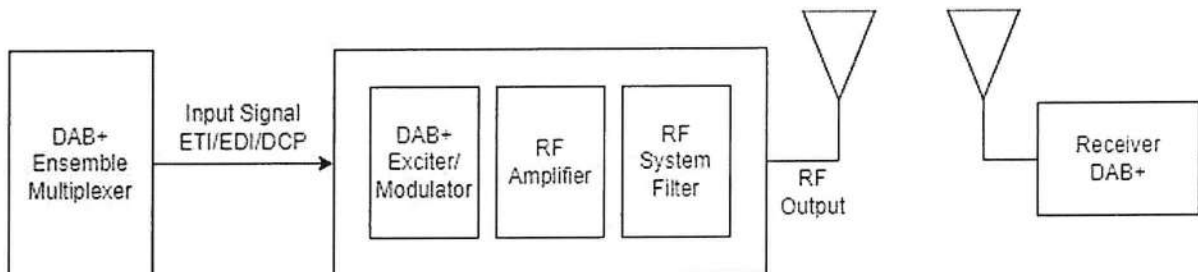 DAB+
Ensemble
Multiplexer
Input Signal
ETI/EDI/DCP
DAB+
Exciter/
Modulator
RF
Amplifier
RF
System
Filter
RF
Output
Receiver
DAB+